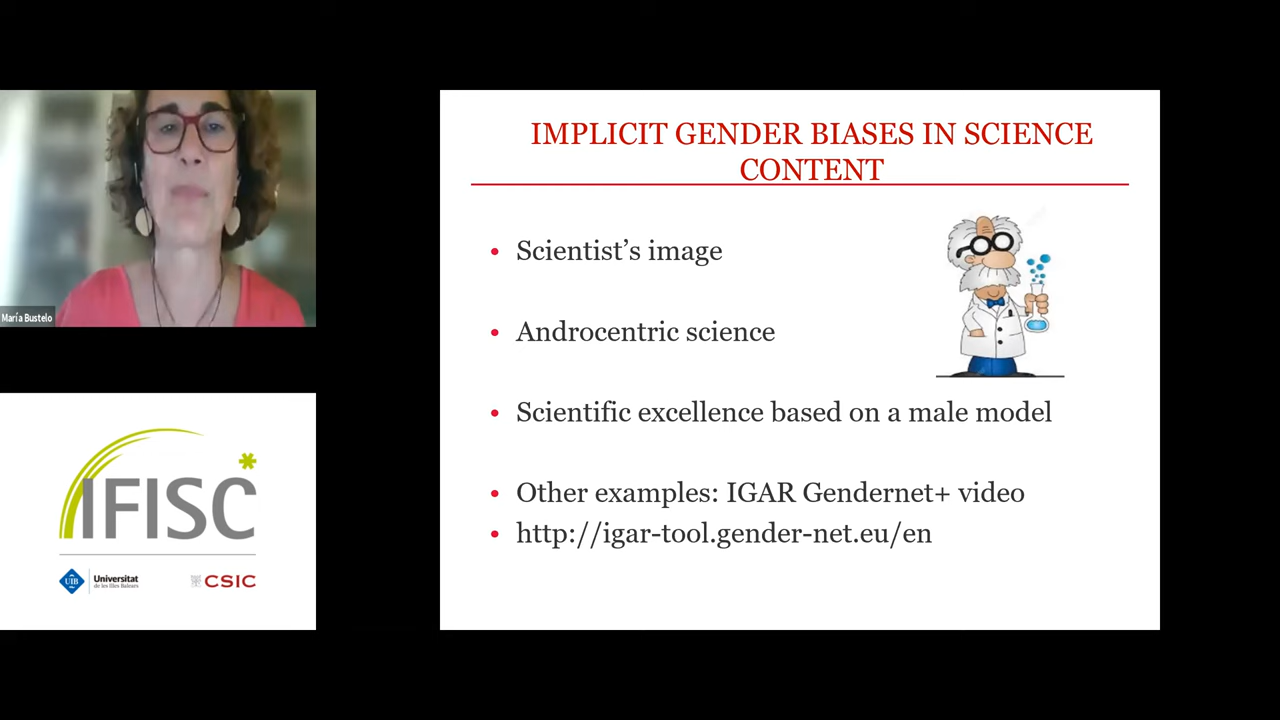 María Bustelo
IFISC
UIB
Universitat
de les Illes Balears
CSIC
IMPLICIT GENDER BIASES IN SCIENCE
CONTENT
• Scientist’s image
• Androcentric science
• Scientific excellence based on a male model
• Other examples: IGAR Gendernet+ video
• http://igar-tool.gender-net.eu/en